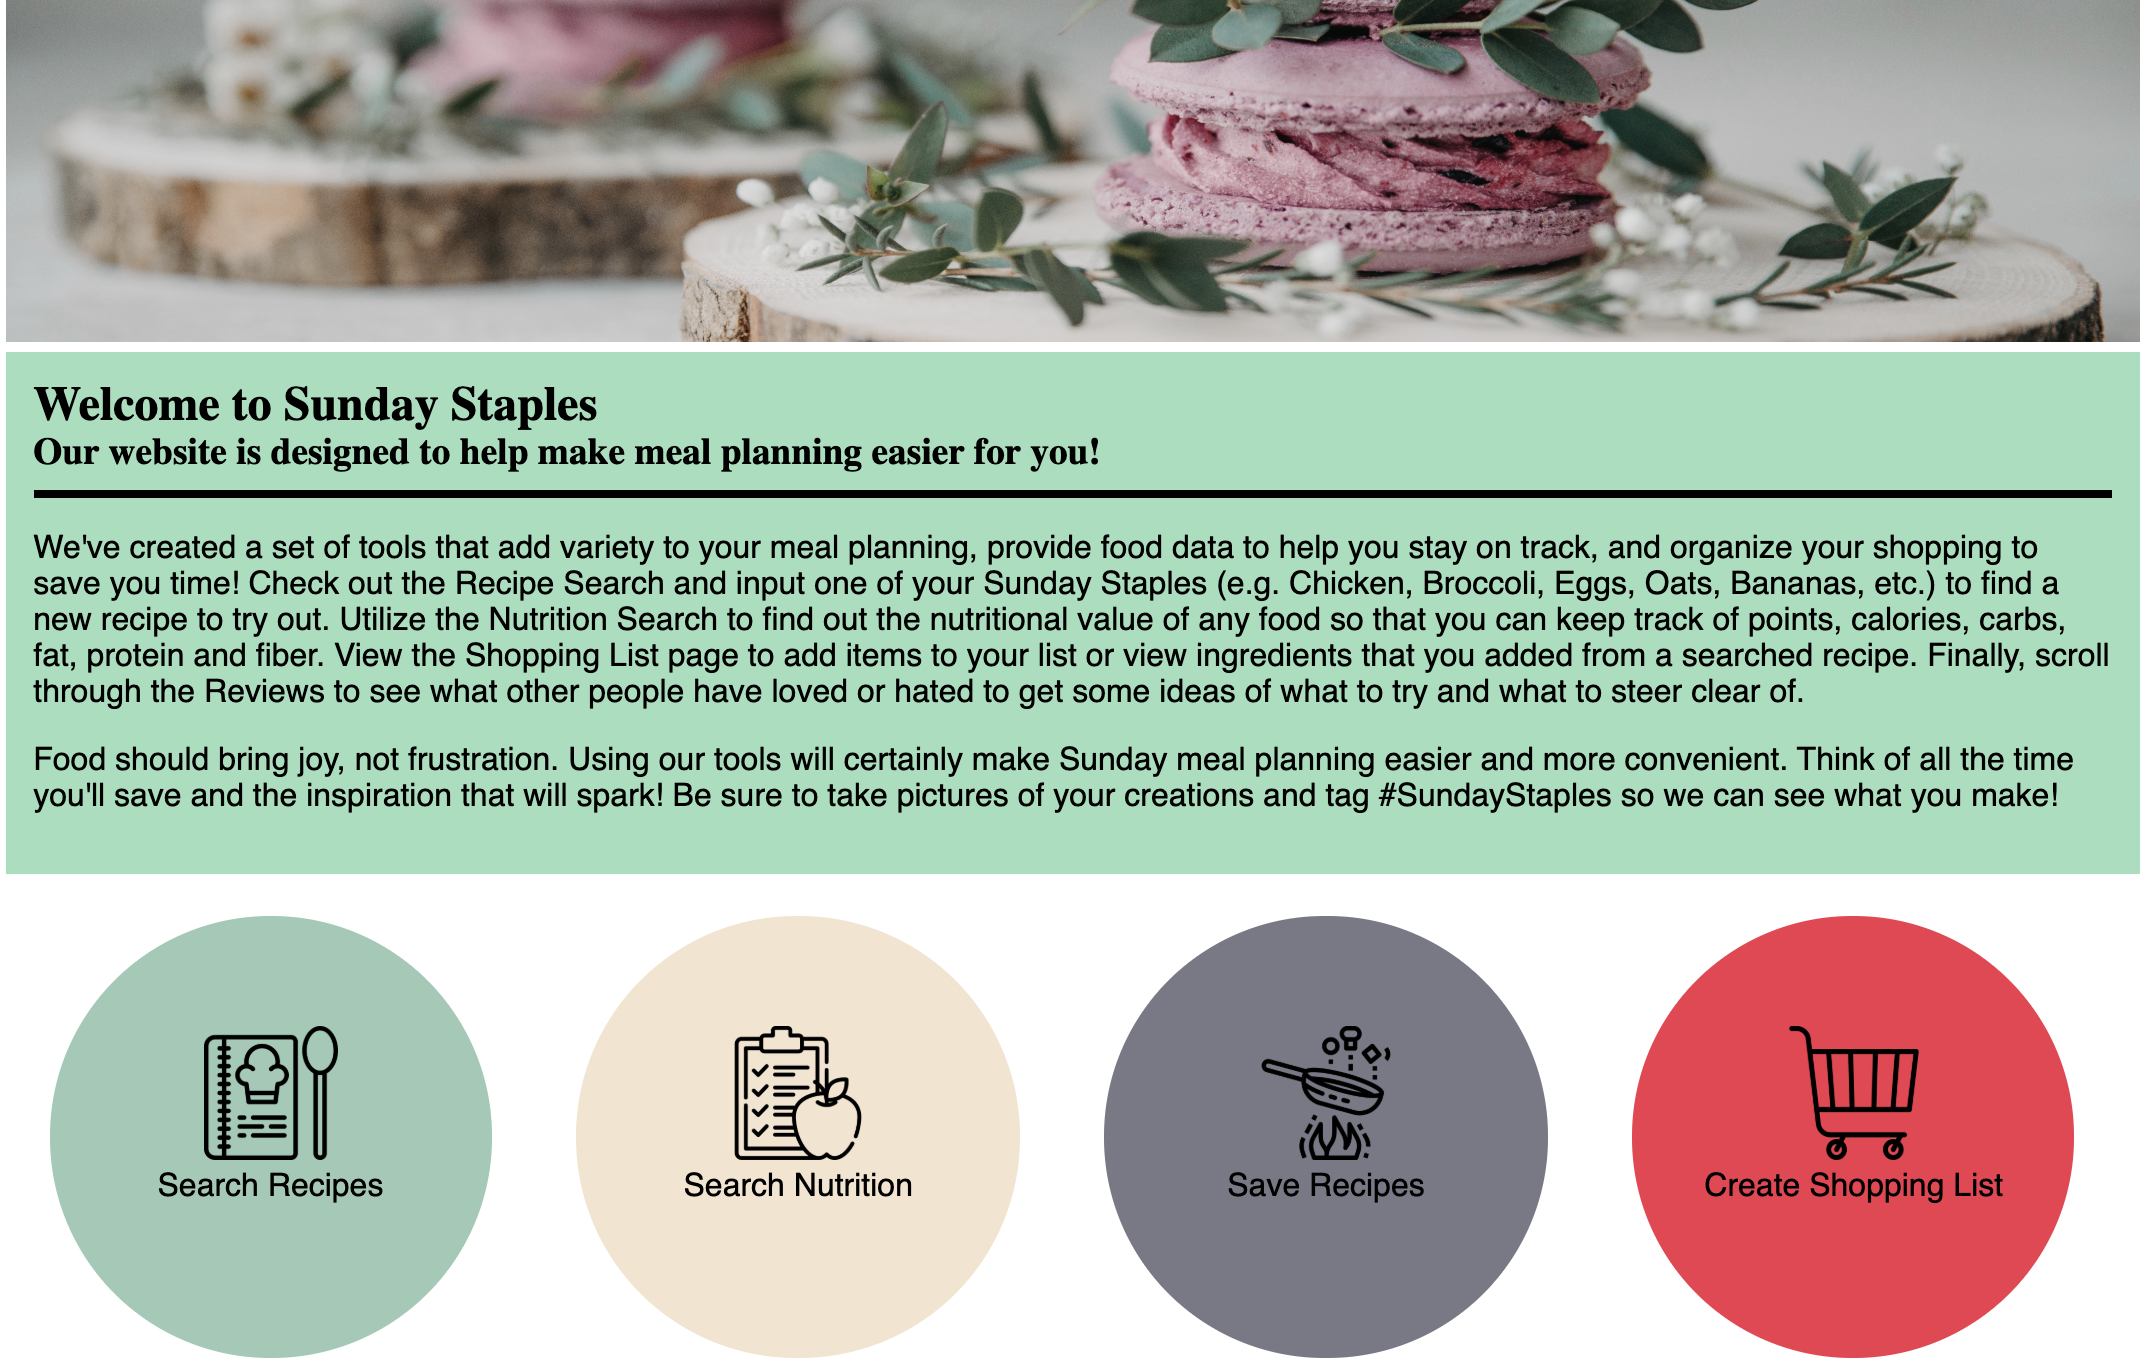 Welcome to Sunday Staples
Our website is designed to help make meal planning easier for you!
We've created a set of tools that add variety to your meal planning, provide food data to help you stay on track, and organize your shopping to
save you time! Check out the Recipe Search and input one of your Sunday Staples (e.g. Chicken, Broccoli, Eggs, Oats, Bananas, etc.) to find a
new recipe to try out. Utilize the Nutrition Search to find out the nutritional value of any food so that you can keep track of points, calories, carbs,
fat, protein and fiber. View the Shopping List page to add items to your list or view ingredients that you added from a searched recipe. Finally, scroll
through the Reviews to see what other people have loved or hated to get some ideas of what to try and what to steer clear of.
Food should bring joy, not frustration. Using our tools will certainly make Sunday meal planning easier and more convenient. Think of all the time
you'll save and the inspiration that will spark! Be sure to take pictures of your creations and tag #SundayStaples so we can see what you make!
Search Recipes
Search Nutrition
Save Recipes
Create Shopping List